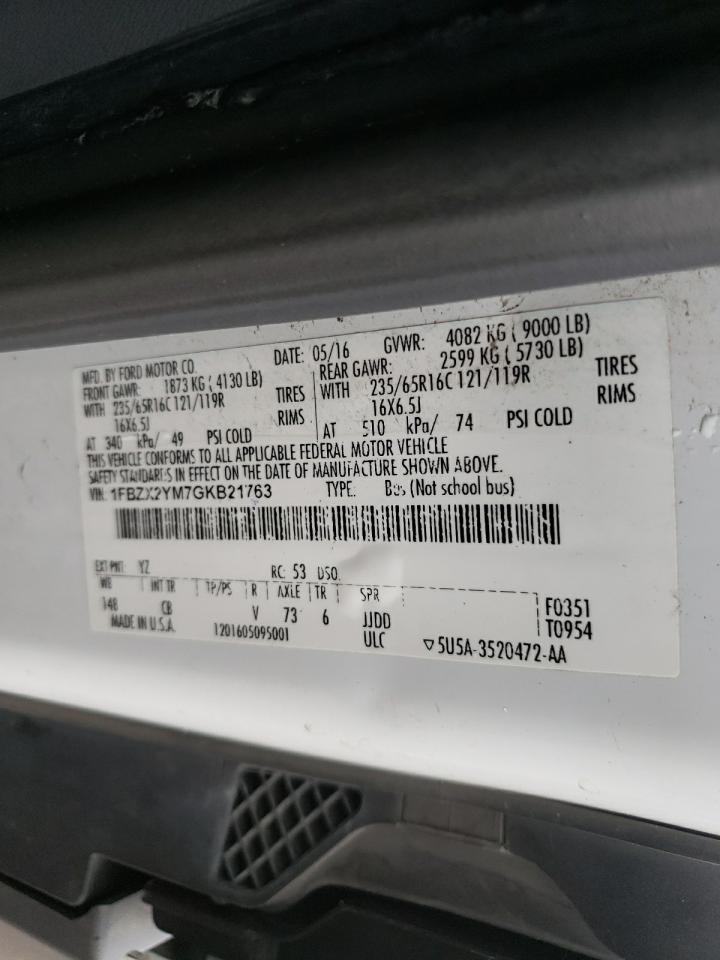 MFD. BY FORD MOTOR CO.
DATE: 05/16 GVWR: 4082 KG ( 9000 LB)
FRONT GAWR: 1873 KG ( 4130 LB)
REAR GAWR: 2599 KG ( 5730 LB)
WITH 235/65R16C 121/119R TIRES
WITH 235/65R16C 121/119R TIRES
16X6.5J RIMS
16X6.5J RIMS
AT 340 kPa/ 49 PSI COLD
AT 510 kPa/ 74 PSI COLD
THIS VEHICLE CONFORMS TO ALL APPLICABLE FEDERAL MOTOR VEHICLE
SAFETY STANDARDS IN EFFECT ON THE DATE OF MANUFACTURE SHOWN ABOVE.
VIN: 1FBZX2YM7GKB21763 TYPE: Bus (Not school bus)
EXT PNT: YZ RC: 53 DSO:
WB INT TR TP/PS R AXLE TR SPR
148 CB V 73 6 JJDD F0351
MADE IN U.S.A. 1201605095001 ULC T0954
▽5U5A-3520472-AA